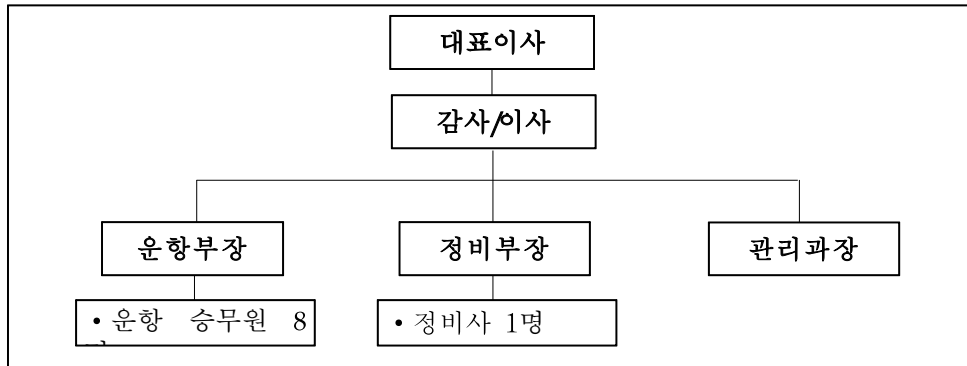 대표이사
감사/이사
운항부장
정비부장
관리과장
• 운항 승무원 8
• 정비사 1명